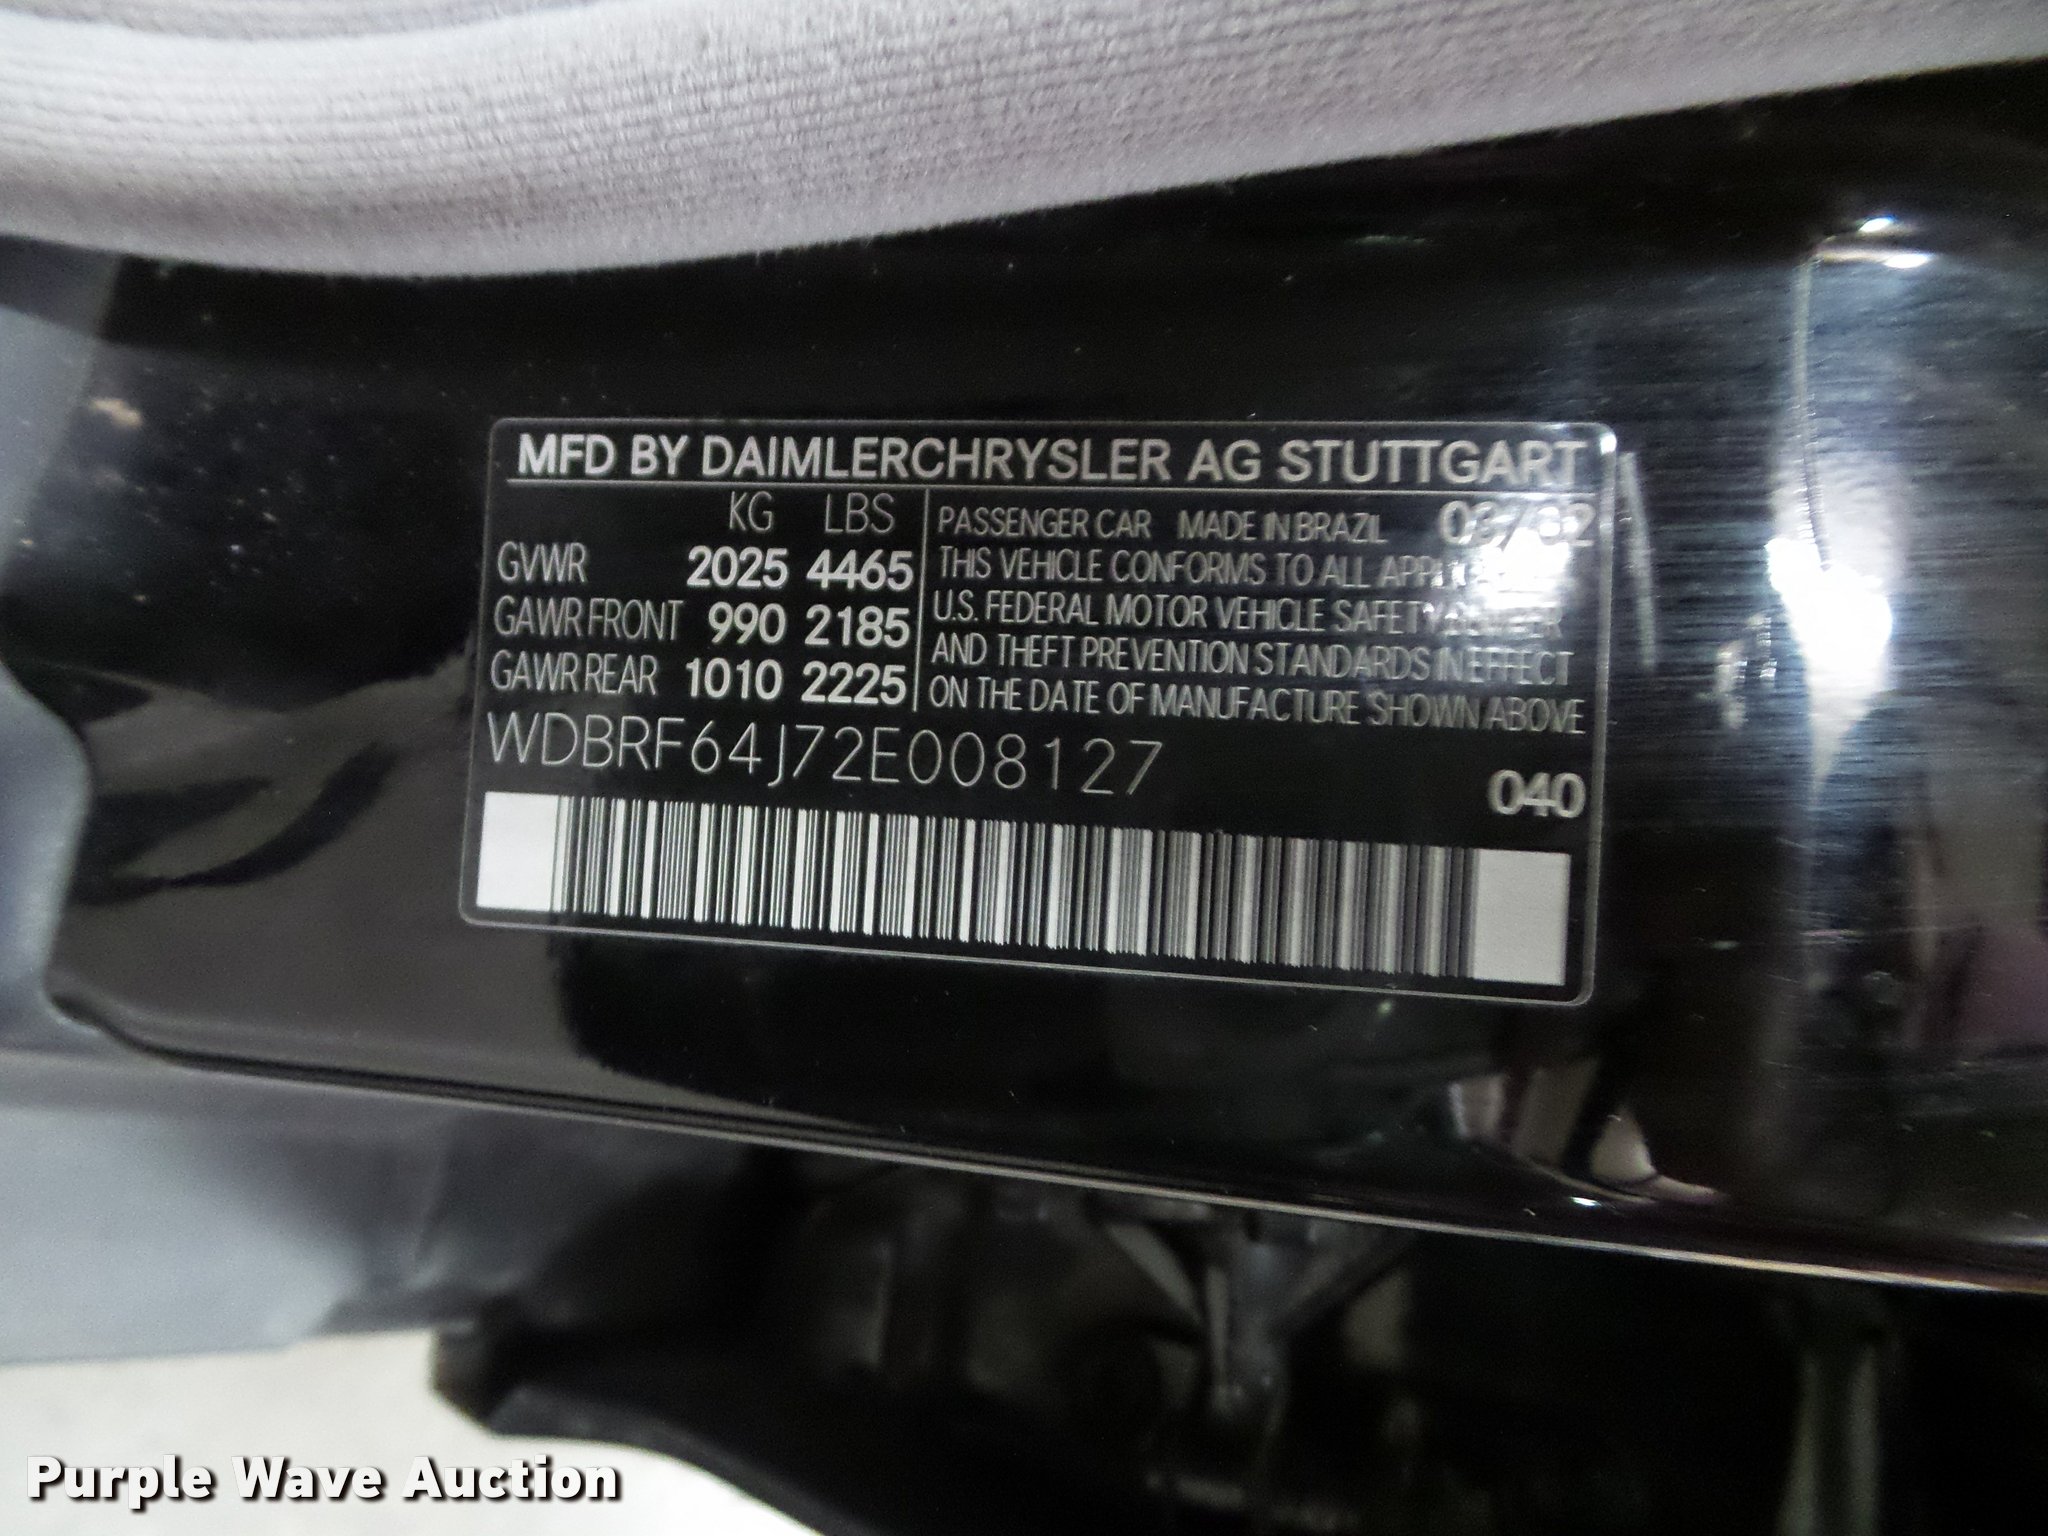 MFD BY DAIMLERCHRYSLER AG STUTTGART
KG LBS
GVWR 2025 4465
GAWR FRONT 990 2185
GAWR REAR 1010 2225
PASSENGER CAR MADE IN BRAZIL
THIS VEHICLE CONFORMS TO ALL
U.S. FEDERAL MOTOR VEHICLE SAFETY
AND THEFT PREVENTION STANDARDS IN EFFECT
ON THE DATE OF MANUFACTURE SHOWN ABOVE
WDBRF64J72E008127
040
Purple Wave Auction